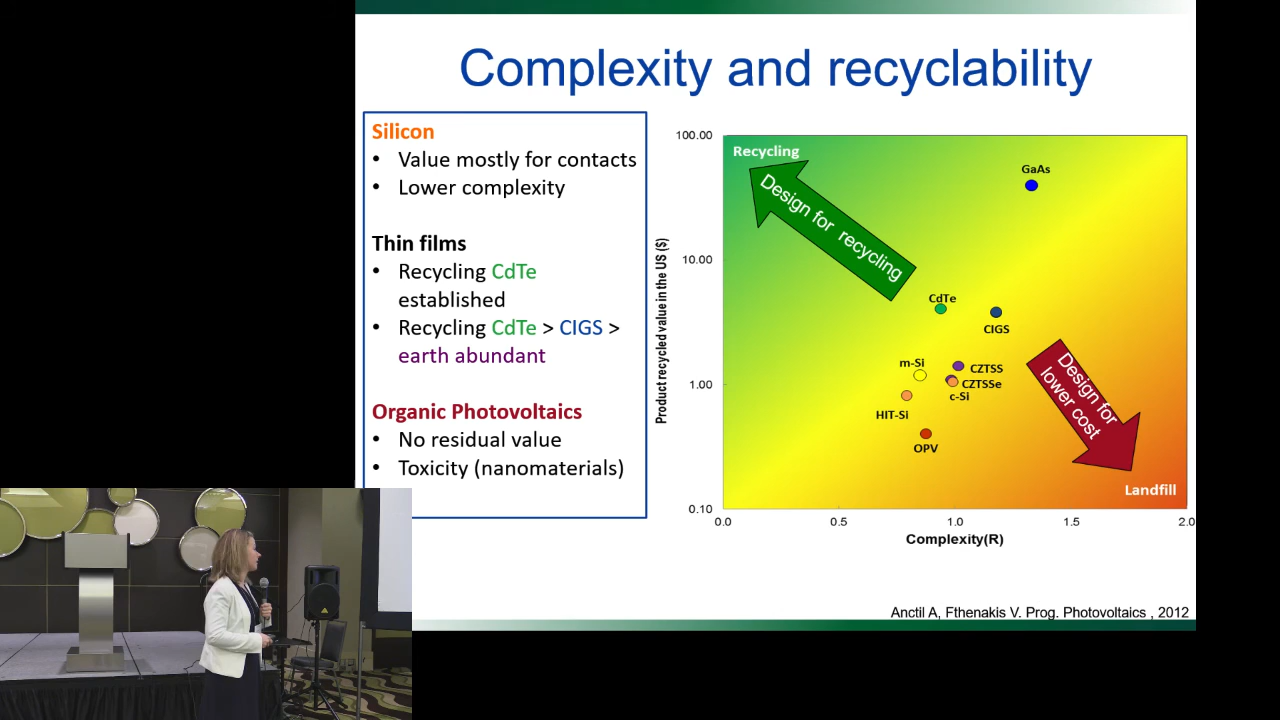 Complexity and recyclability
Silicon
• Value mostly for contacts
• Lower complexity
Thin films
• Recycling CdTe
established
• Recycling CdTe > CIGS >
earth abundant
Organic Photovoltaics
• No residual value
• Toxicity (nanomaterials)
Product recycled value in the US ($)
100.00
10.00
1.00
0.10
Recycling
Design for recycling
GaAs
CdTe
CIGS
m-Si
CZTSS
CZTSSe
c-Si
HIT-Si
OPV
Design for
lower cost
Landfill
0.0
0.5
1.0
1.5
2.0
Complexity(R)
Anctil A, Fthenakis V. Prog. Photovoltaics , 2012